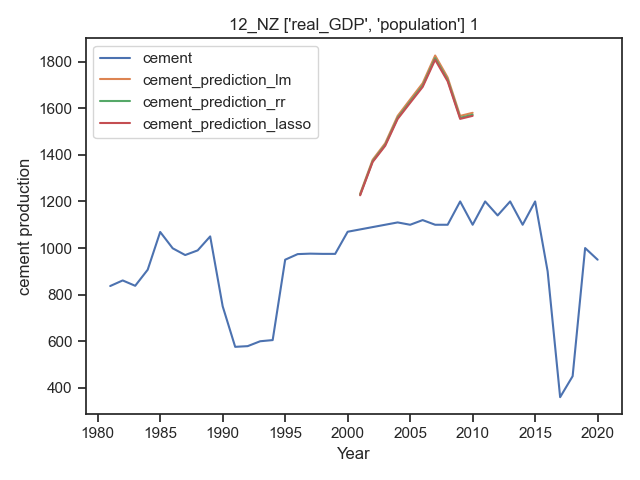 12_NZ ['real_GDP', 'population'] 1
cement
cement_prediction_lm
cement_prediction_rr
cement_prediction_lasso
cement production
1800
1600
1400
1200
1000
800
600
400
1980 1985 1990 1995 2000 2005 2010 2015 2020
Year